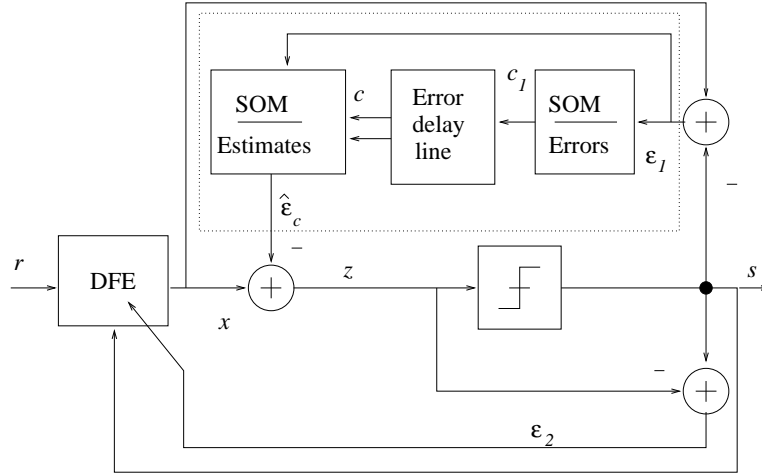 SOM
Estimates
c
Error
delay
line
c1
SOM
Errors
ε1
+
−
ε̂c
−
r
DFE
x
+
z
s
−
+
ε2